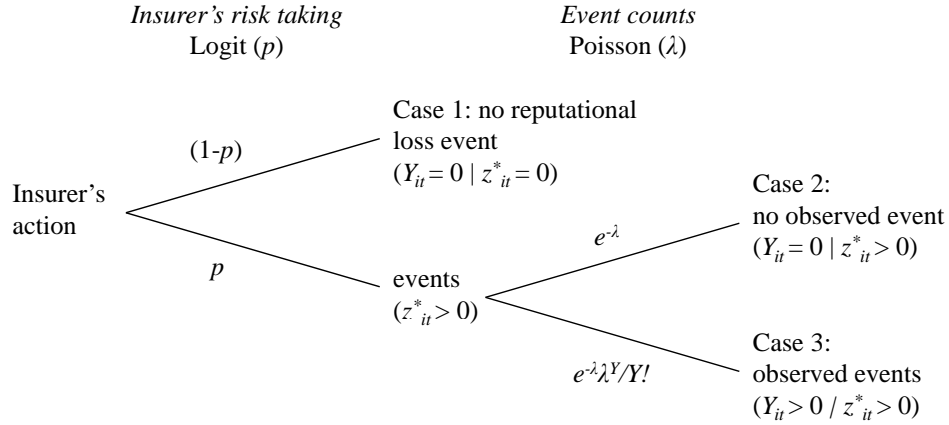 Insurer's risk taking
Logit (p)
Event counts
Poisson (λ)
Case 1: no reputational
loss event
(Y_it = 0 | z*_it = 0)
(1-p)
Insurer's
action
p
events
(z*_it > 0)
e^-λ
Case 2:
no observed event
(Y_it = 0 | z*_it > 0)
e^-λ λ^Y/Y!
Case 3:
observed events
(Y_it > 0 / z*_it > 0)